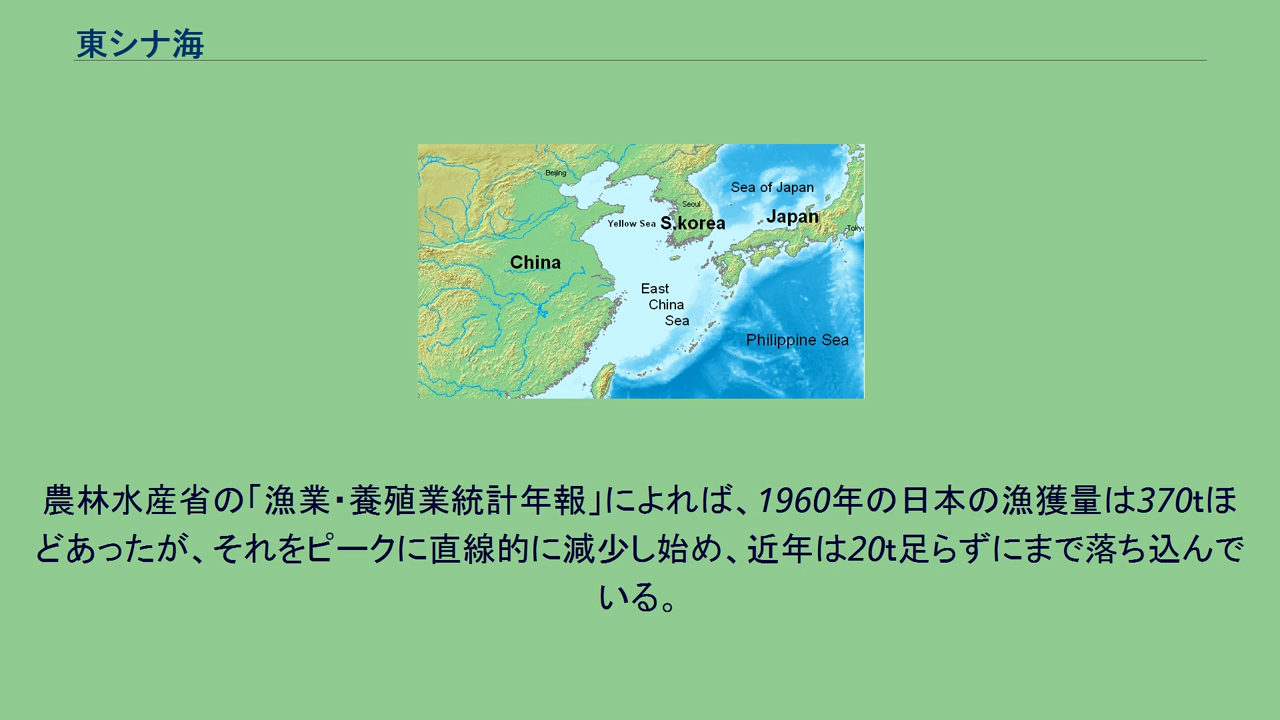 東シナ海
Beijing
Sea of Japan
Seoul
Japan
Yellow Sea
S.korea
China
East
China
Sea
Philippine Sea
農林水産省の「漁業・養殖業統計年報」によれば、1960年の日本の漁獲量は370tほ
どあったが、それをピークに直線的に減少し始め、近年は20t足らずにまで落ち込んで
いる。